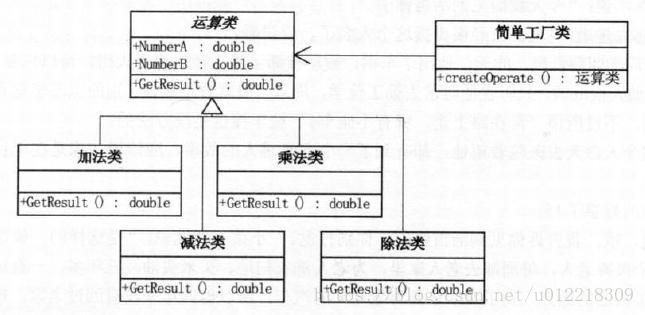 运算类
+NumberA : double
+NumberB : double
+GetResult () : double
简单工厂类
+createOperate () : 运算类
加法类
+GetResult () : double
乘法类
+GetResult () : double
减法类
+GetResult () : double
除法类
+GetResult () : double
https://blog.csdn.net/u012218309